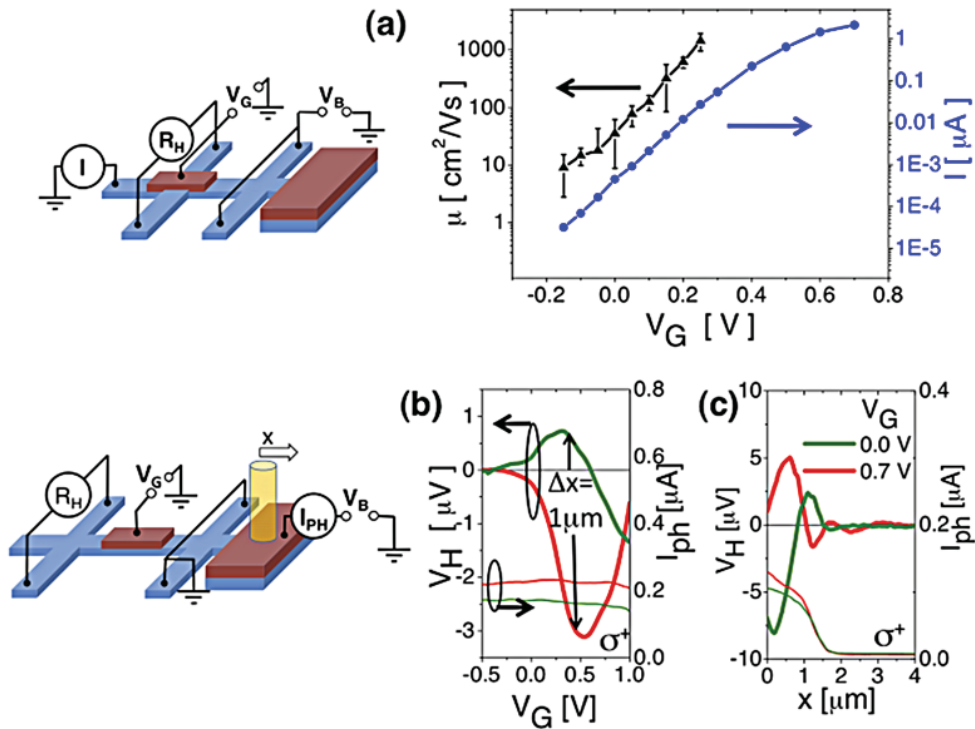 (a)
V_G
V_B
R_H
I
1000
100
10
1
μ [ cm²/Vs]
1
0.1
0.01
1E-3
1E-4
1E-5
I [ μA]
-0.2 0.0 0.2 0.4 0.6 0.8
V_G [ V]
X
V_G
R_H
I_PH
V_B
(b)
1
0
-1
-2
-3
V_H [ μV]
0.8
0.6
0.4
0.2
0.0
I_ph [μA]
Δx=
1μm
σ⁺
-0.5 0.0 0.5 1.0
V_G [V]
(c)
10
5
0
-5
-10
V_H [μV]
V_G
0.0 V
0.7 V
0.4
0.2
0.0
I_ph [μA]
σ⁺
0 1 2 3 4
x [μm]